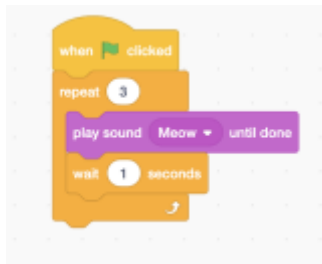 when clicked
repeat 3
play sound Meow until done
wait 1 seconds